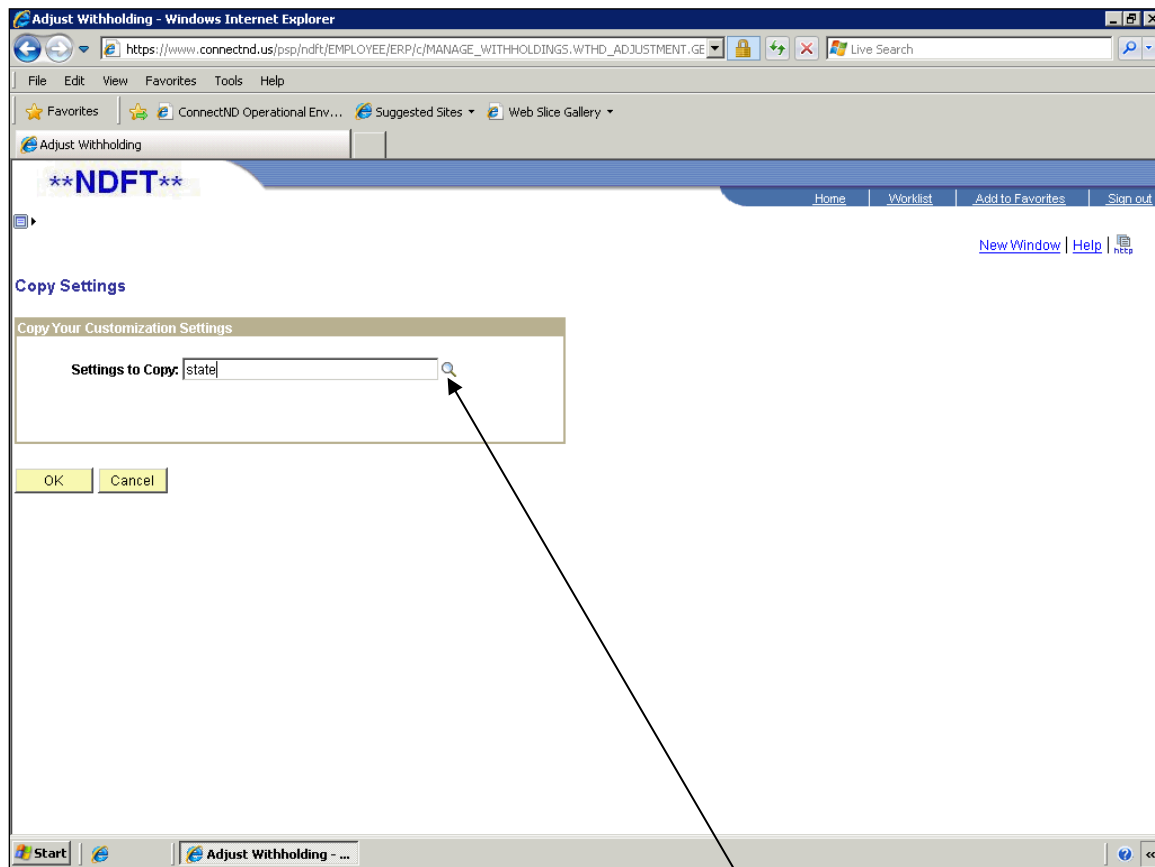 Adjust Withholding - Windows Internet Explorer
https://www.connectnd.us/psp/ndft/EMPLOYEE/ERP/c/MANAGE_WITHHOLDINGS.WTHD_ADJUSTMENT.GE
Live Search
File Edit View Favorites Tools Help
Favorites ConnectND Operational Env... Suggested Sites Web Slice Gallery
Adjust Withholding
**NDFT**
Home Worklist Add to Favorites Sign out
New Window | Help | http
Copy Settings
Copy Your Customization Settings
Settings to Copy: state
OK Cancel
Start Adjust Withholding - ...